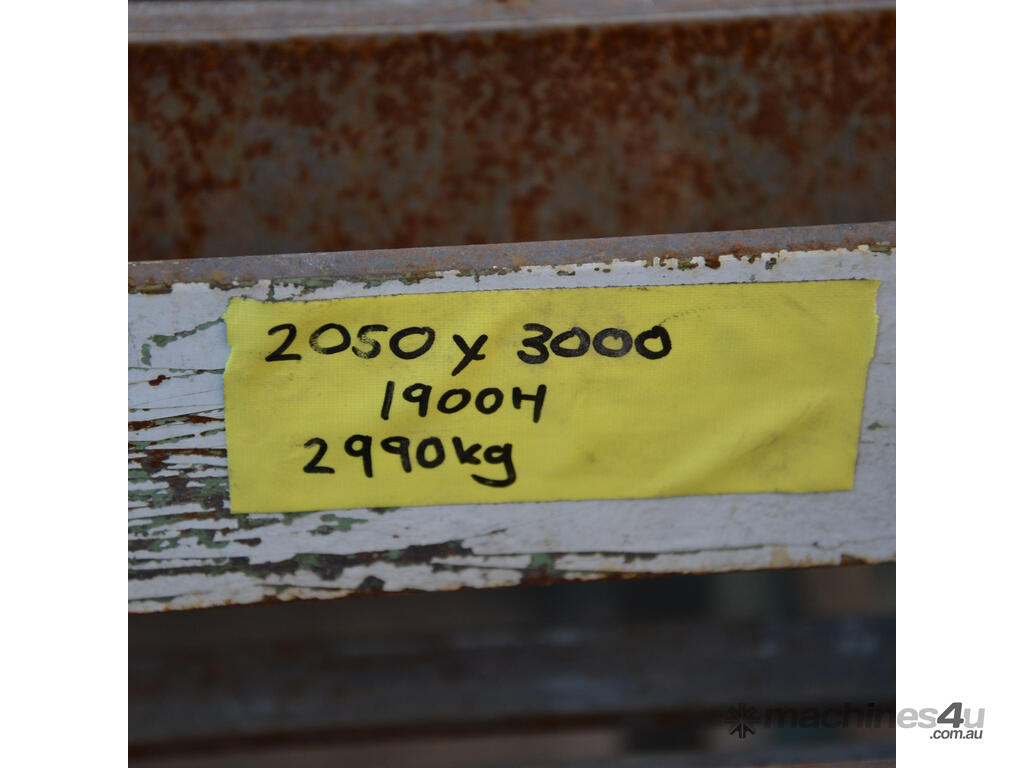 2050 x 3000
1900H
2990kg
machines4u
.com.au